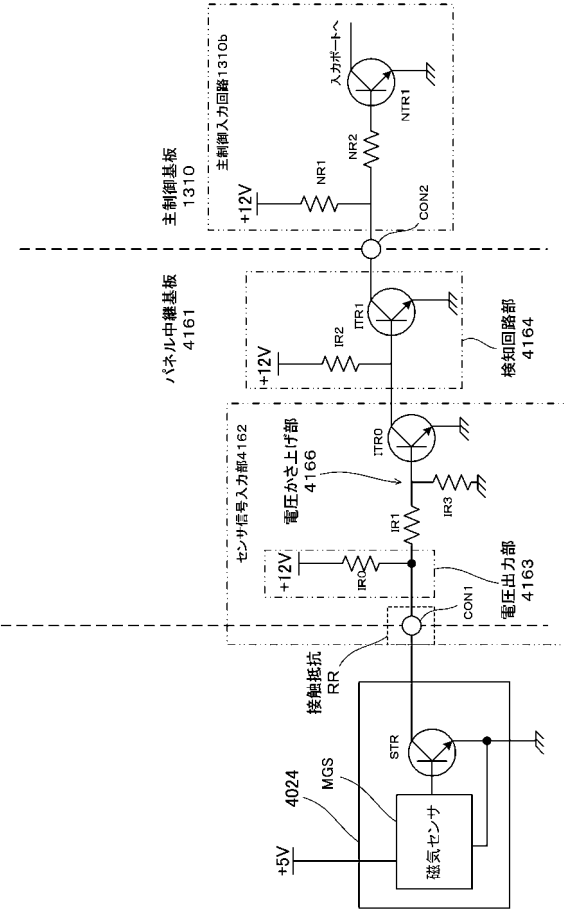 +5V
4024
MGS
磁気センサ
STR
接触抵抗
RR
CON1
電圧出力部
4163
センサ信号入力部4162
+12V
IR0
IR1
IR3
電圧かさ上げ部
4166
ITR0
パネル中継基板
4161
+12V
IR2
ITR1
検知回路部
4164
CON2
主制御基板
1310
主制御入力回路1310b
+12V
NR1
NR2
NTR1
入力ポートへ